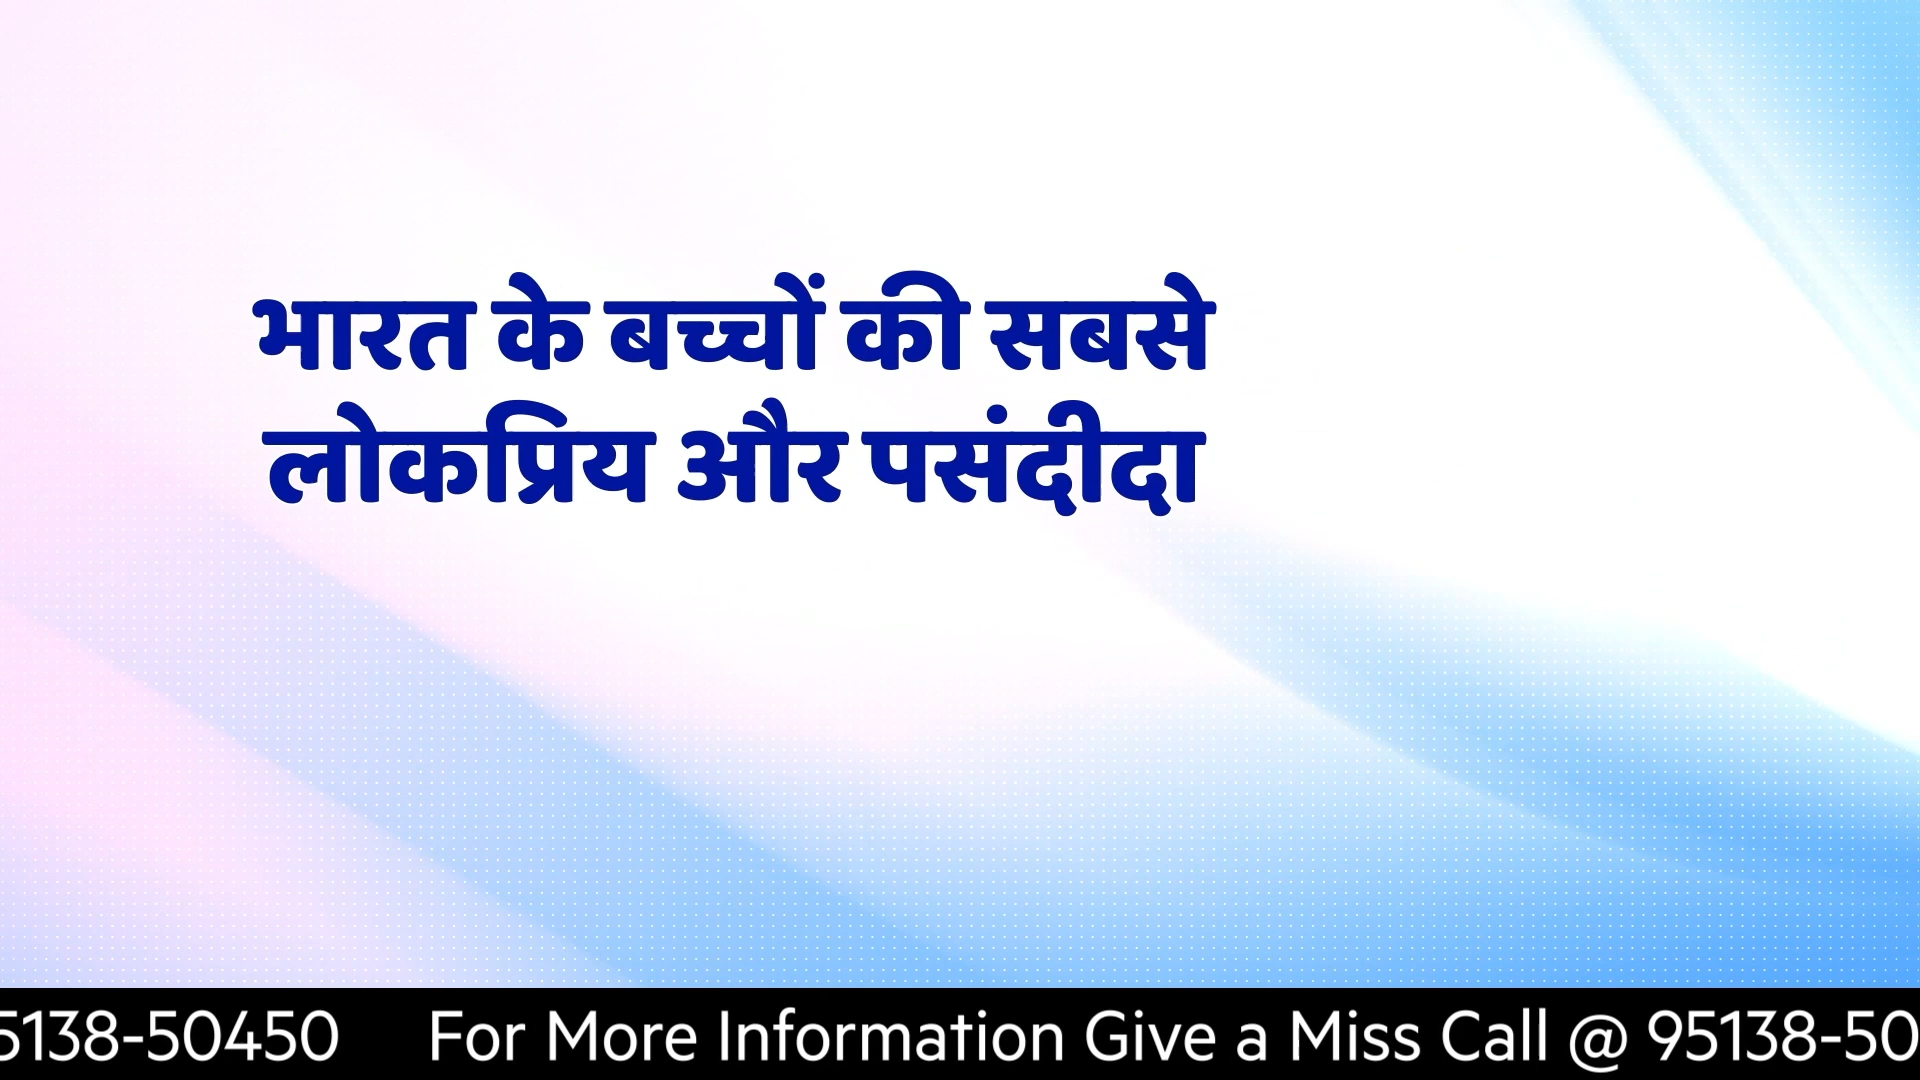 भारत के बच्चों की सबसे
लोकप्रिय और पसंदीदा
5138-50450 For More Information Give a Miss Call @ 95138-50